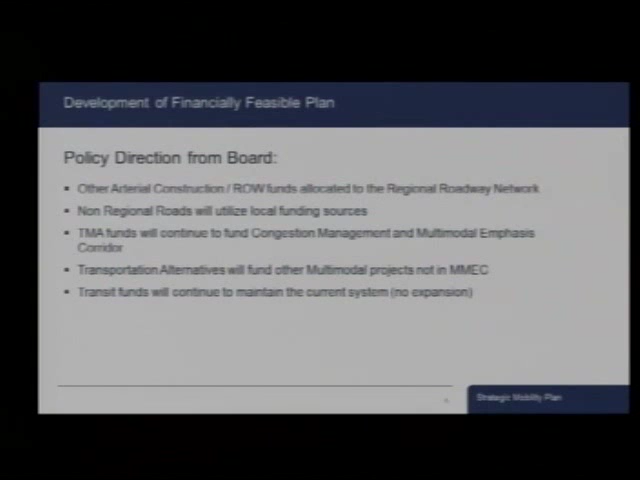 Development of Financially Feasible Plan
Policy Direction from Board:
▪ Other Arterial Construction / ROW funds allocated to the Regional Roadway Network
▪ Non Regional Roads will utilize local funding sources
▪ TMA funds will continue to fund Congestion Management and Multimodal Emphasis
Corridor
▪ Transportation Alternatives will fund other Multimodal projects not in MMEC
▪ Transit funds will continue to maintain the current system (no expansion)
Strategic Mobility Plan